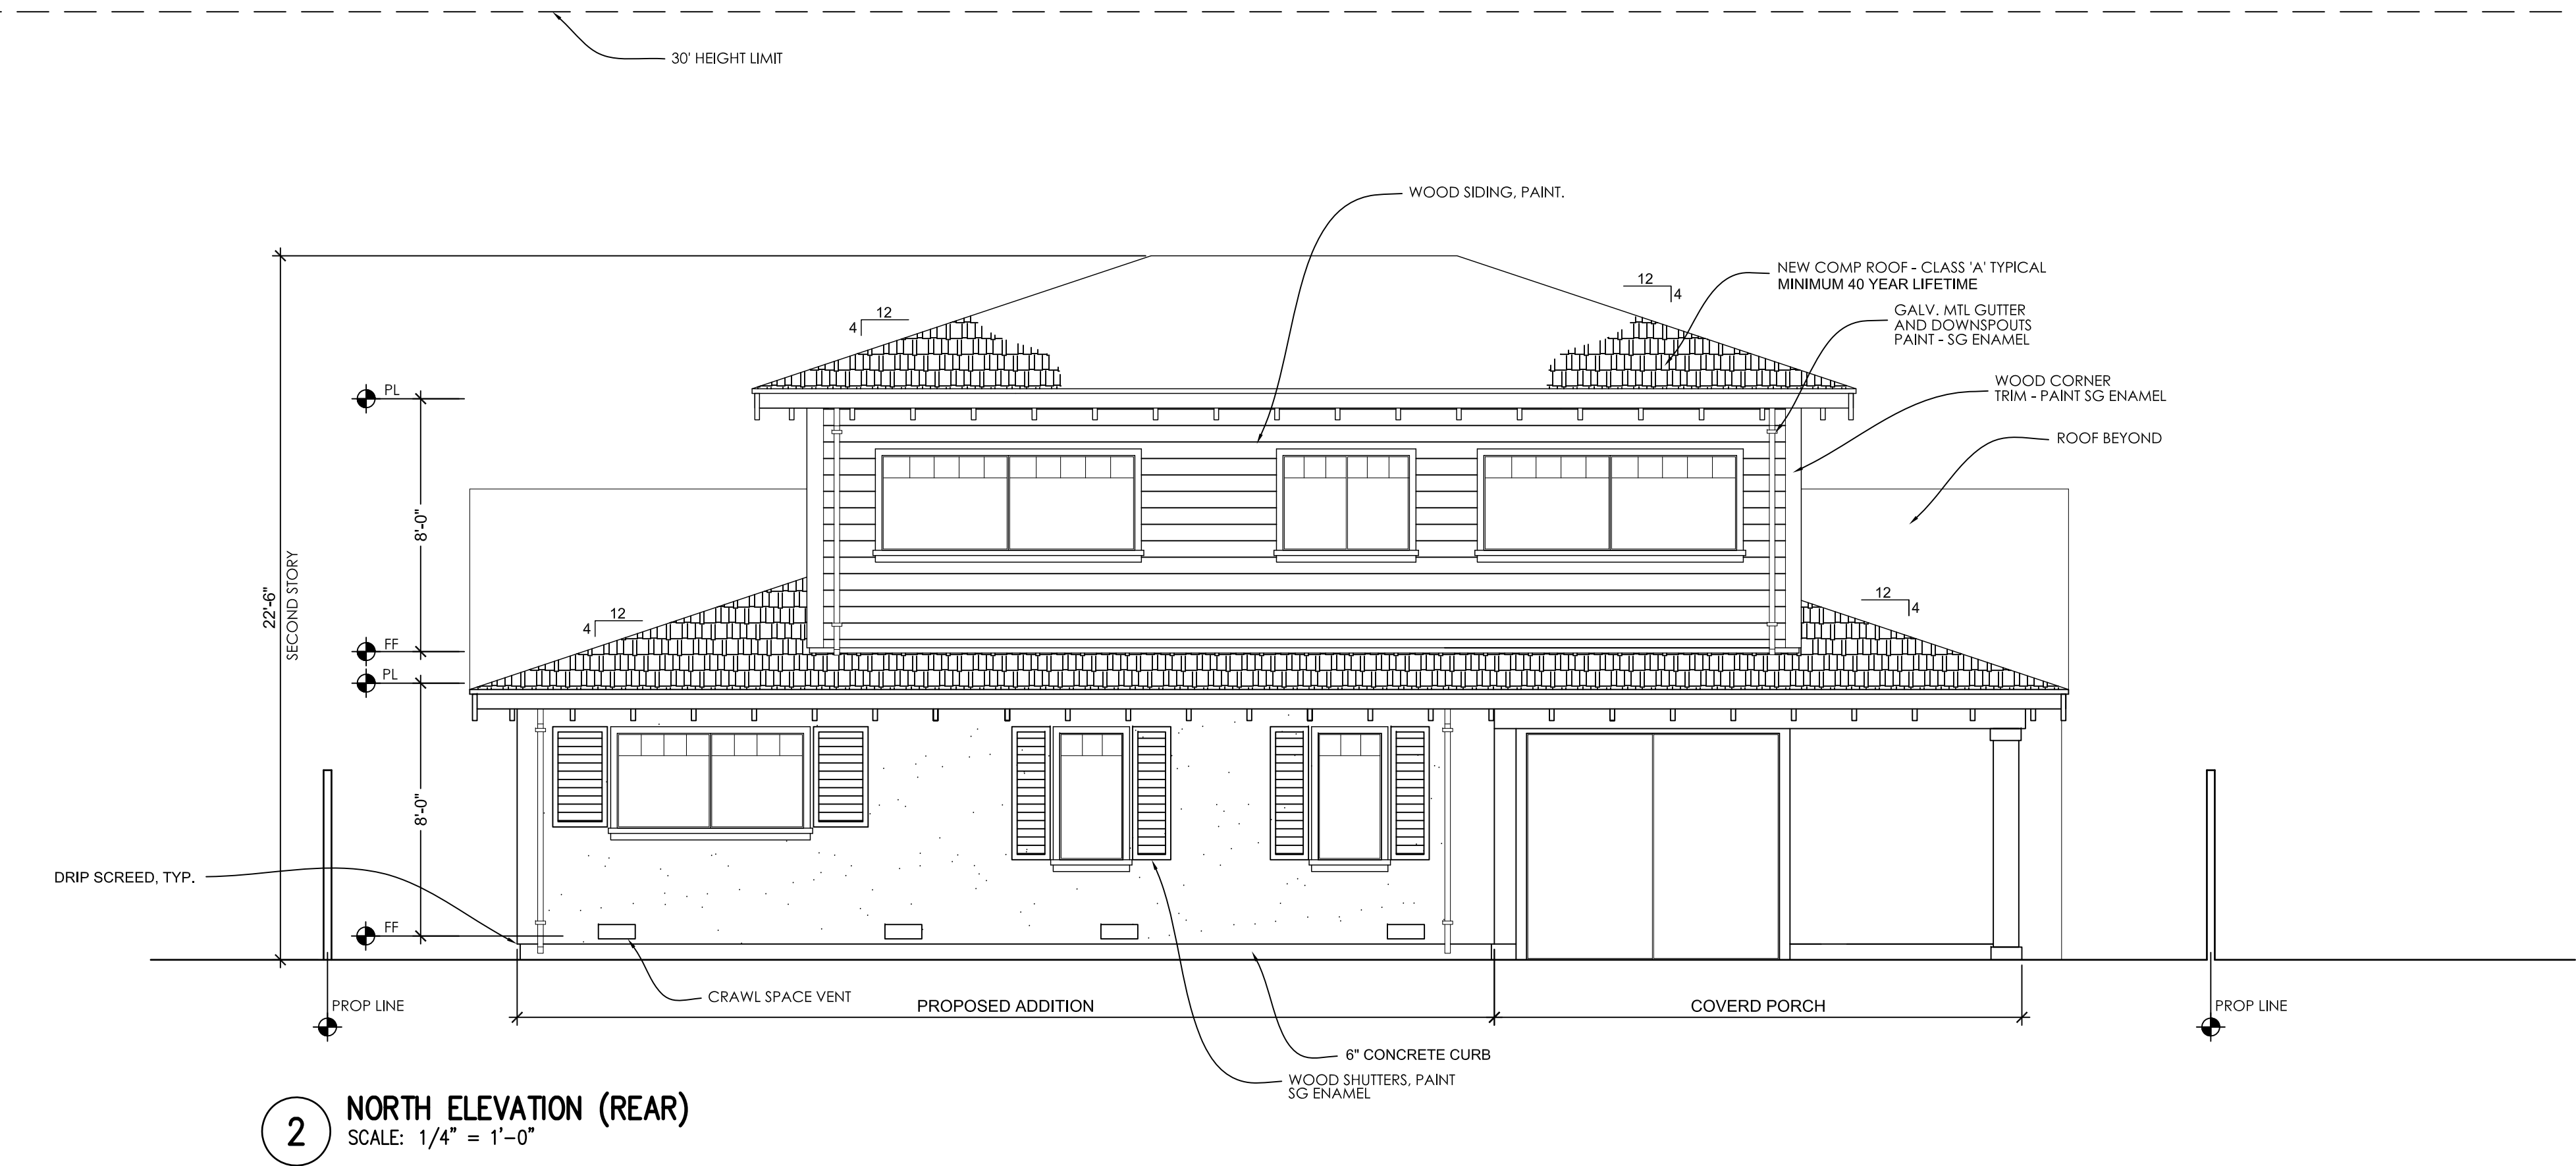 30' HEIGHT LIMIT
WOOD SIDING, PAINT.
NEW COMP ROOF - CLASS 'A' TYPICAL
MINIMUM 40 YEAR LIFETIME
12
4
12
4
GALV. MTL GUTTER
AND DOWNSPOUTS
PAINT - SG ENAMEL
WOOD CORNER
TRIM - PAINT SG ENAMEL
PL
ROOF BEYOND
8'-0"
22'-6"
SECOND STORY
12
4
12
4
FF
PL
8'-0"
DRIP SCREED, TYP.
FF
CRAWL SPACE VENT
PROP LINE
PROPOSED ADDITION
COVERD PORCH
PROP LINE
6" CONCRETE CURB
WOOD SHUTTERS, PAINT
SG ENAMEL
2
NORTH ELEVATION (REAR)
SCALE: 1/4" = 1'-0"